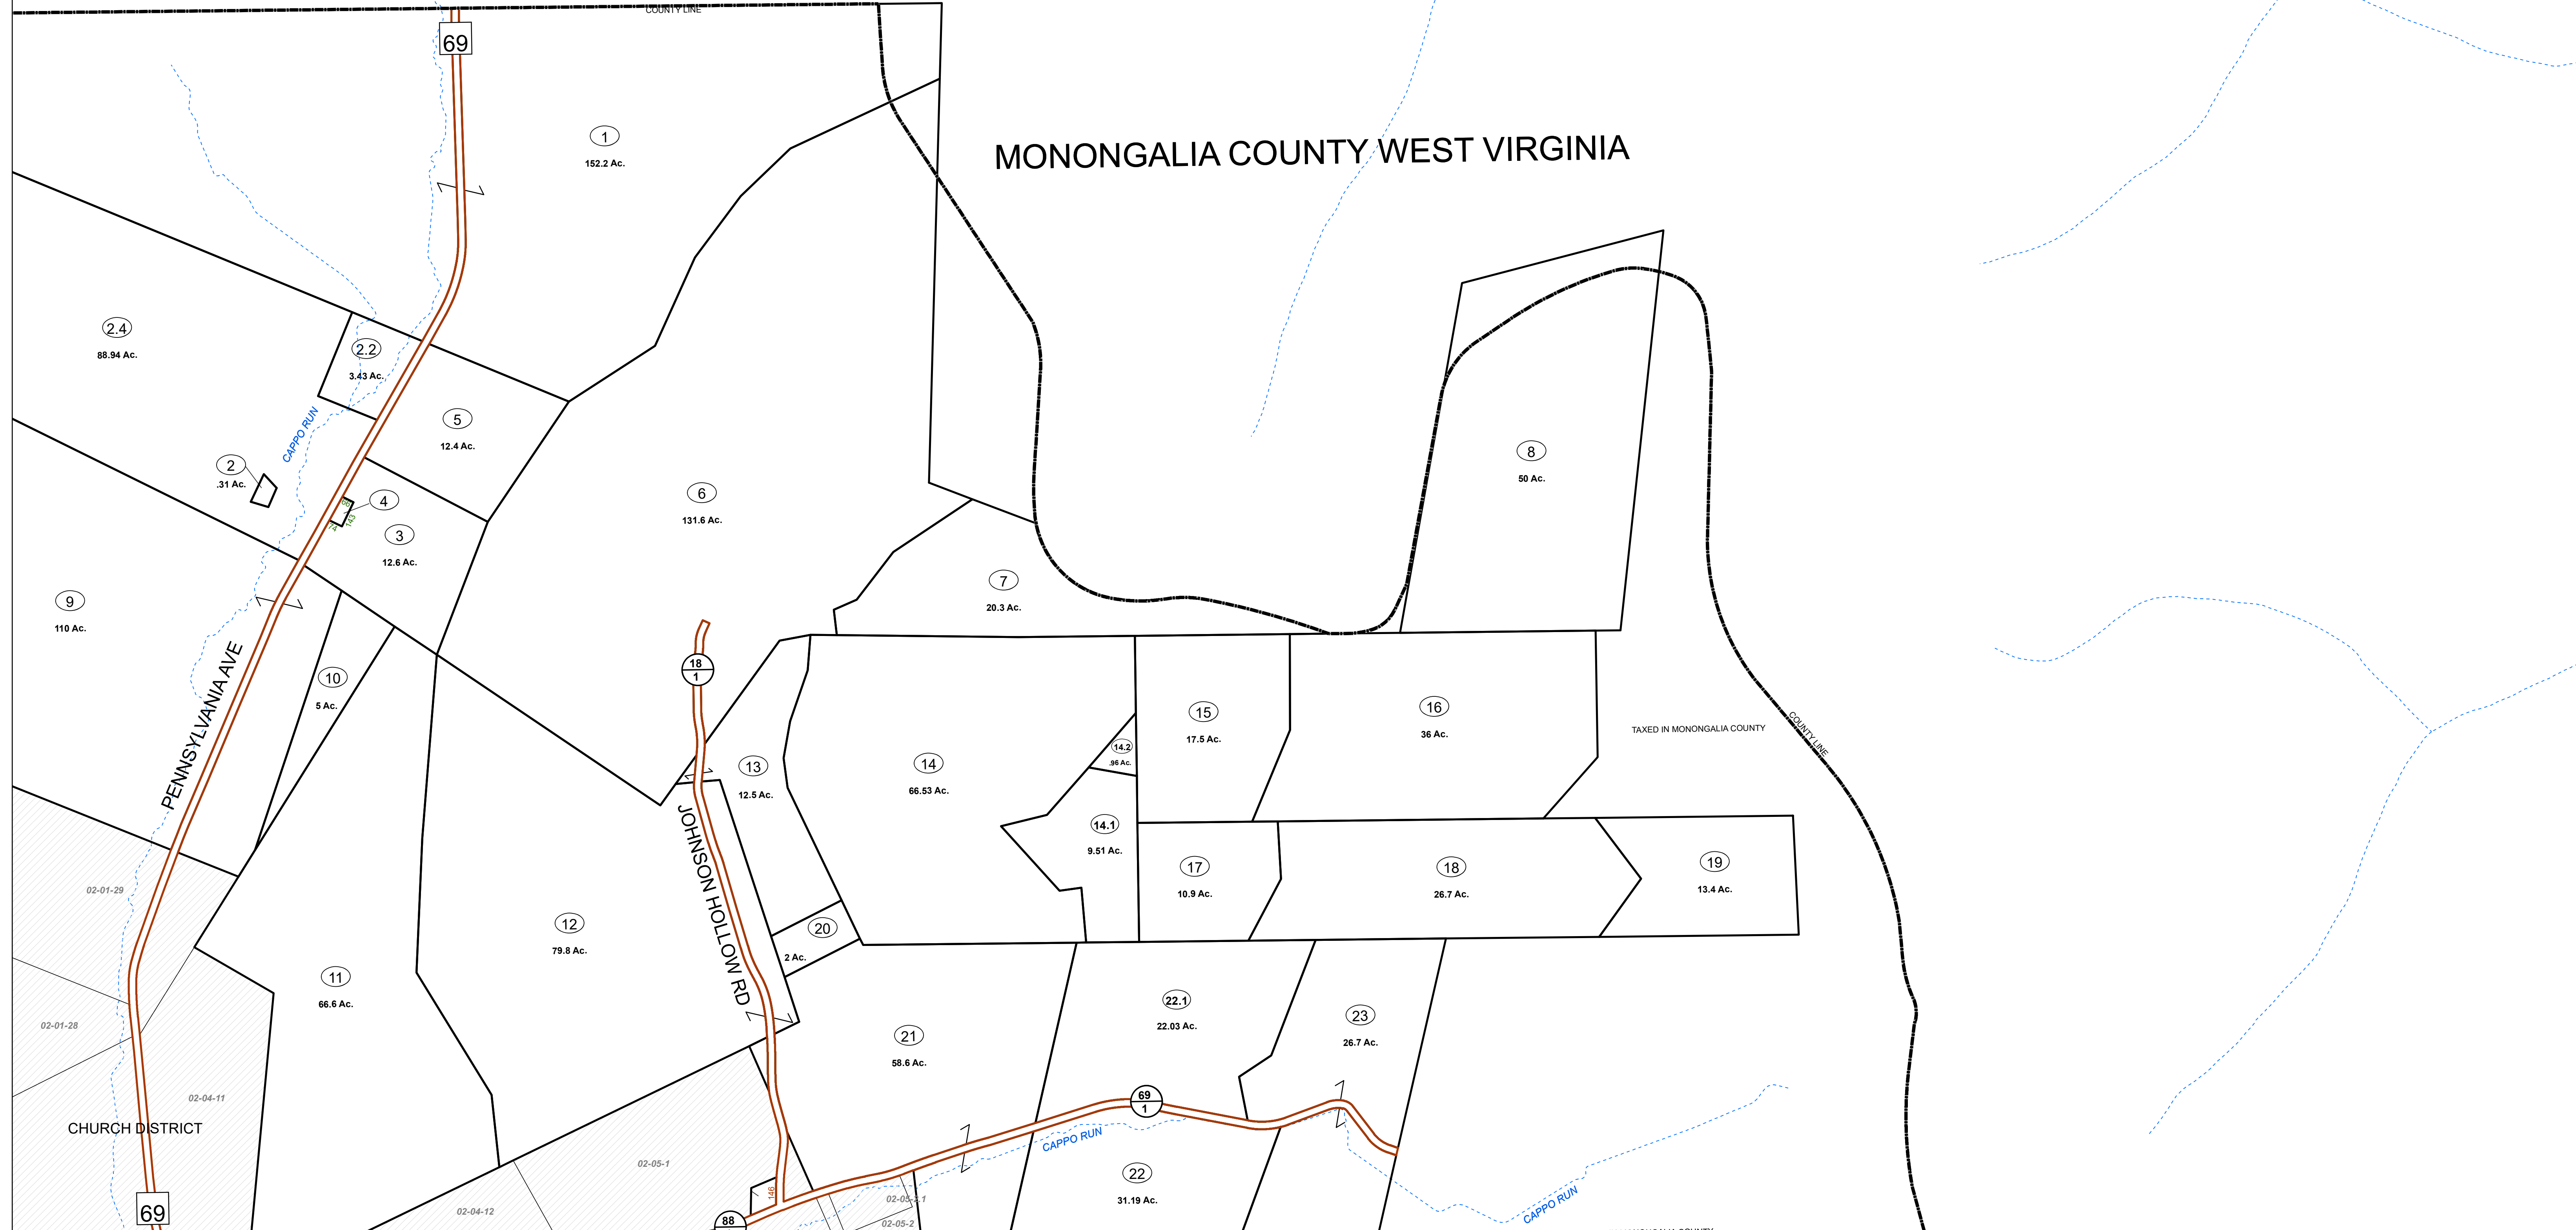 COUNTY LINE
69
1
152.2 Ac.
MONONGALIA COUNTY WEST VIRGINIA
2.4
88.94 Ac.
2.2
3.43 Ac.
5
12.4 Ac.
CAPPO RUN
2
.31 Ac.
4
143
74
3
12.6 Ac.
6
131.6 Ac.
8
50 Ac.
7
20.3 Ac.
9
110 Ac.
10
5 Ac.
PENNSYLVANIA AVE
18
1
13
12.5 Ac.
14
66.53 Ac.
14.2
.96 Ac.
14.1
9.51 Ac.
15
17.5 Ac.
16
36 Ac.
TAXED IN MONONGALIA COUNTY
COUNTY LINE
17
10.9 Ac.
18
26.7 Ac.
19
13.4 Ac.
JOHNSON HOLLOW RD
20
2 Ac.
12
79.8 Ac.
11
66.6 Ac.
02-01-29
02-01-28
02-04-11
CHURCH DISTRICT
69
21
58.6 Ac.
22.1
22.03 Ac.
23
26.7 Ac.
69
1
CAPPO RUN
22
31.19 Ac.
CAPPO RUN
02-05-1
02-04-12
146
88
02-05-2